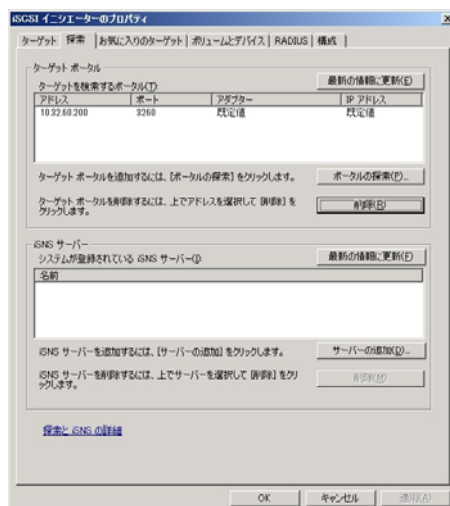 iSCSI イニシエーターのプロパティ
ターゲット 探索 お気に入りのターゲット ボリュームとデバイス RADIUS 構成
ターゲット ポータル
ターゲットを検索するポータル(T):
最新の情報に更新(E)
アドレス ポート アダプター IP アドレス
10.32.60.200 3260 既定値 既定値
ターゲット ポータルを追加するには、[ポータルの探索] をクリックします。
ポータルの探索(P)...
ターゲット ポータルを削除するには、上でアドレスを選択して [削除] を
クリックします。
削除(R)
iSNS サーバー
システムが登録されている iSNS サーバー(I):
最新の情報に更新(F)
名前
iSNS サーバーを追加するには、[サーバーの追加] をクリックします。
サーバーの追加(D)...
iSNS サーバーを削除するには、上でサーバーを選択して [削除] をクリ
ックします。
削除(M)
探索と iSNS の詳細
OK キャンセル 適用(A)